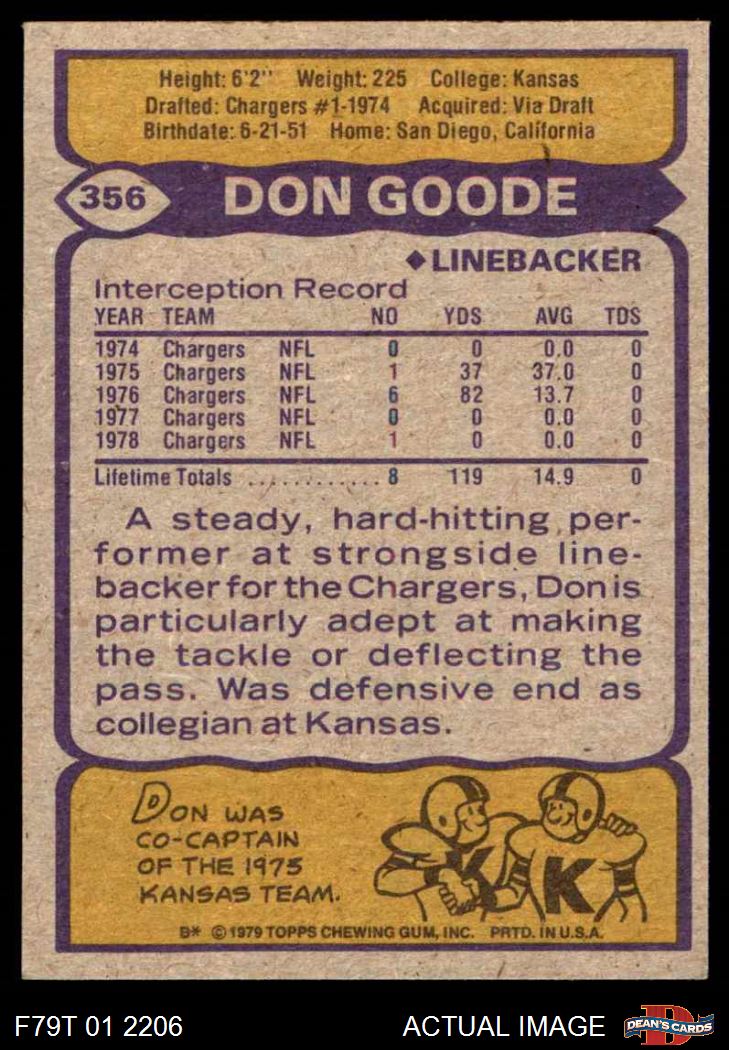 Height: 6'2" Weight: 225 College: Kansas
Drafted: Chargers #1-1974 Acquired: Via Draft
Birthdate: 6-21-51 Home: San Diego, California
356 DON GOODE
◆LINEBACKER
Interception Record
YEAR TEAM NO YDS AVG TDS
1974 Chargers NFL 0 0 0.0 0
1975 Chargers NFL 1 37 37.0 0
1976 Chargers NFL 6 82 13.7 0
1977 Chargers NFL 0 0 0.0 0
1978 Chargers NFL 1 0 0.0 0
Lifetime Totals ............ 8 119 14.9 0
A steady, hard-hitting per-
former at strongside line-
backer for the Chargers, Don is
particularly adept at making
the tackle or deflecting the
pass. Was defensive end as
collegian at Kansas.
DON WAS
CO-CAPTAIN
OF THE 1973
KANSAS TEAM.
K K
B* © 1979 TOPPS CHEWING GUM, INC. PRTD. IN U.S.A.
F79T 01 2206 ACTUAL IMAGE D DEAN'S CARDS